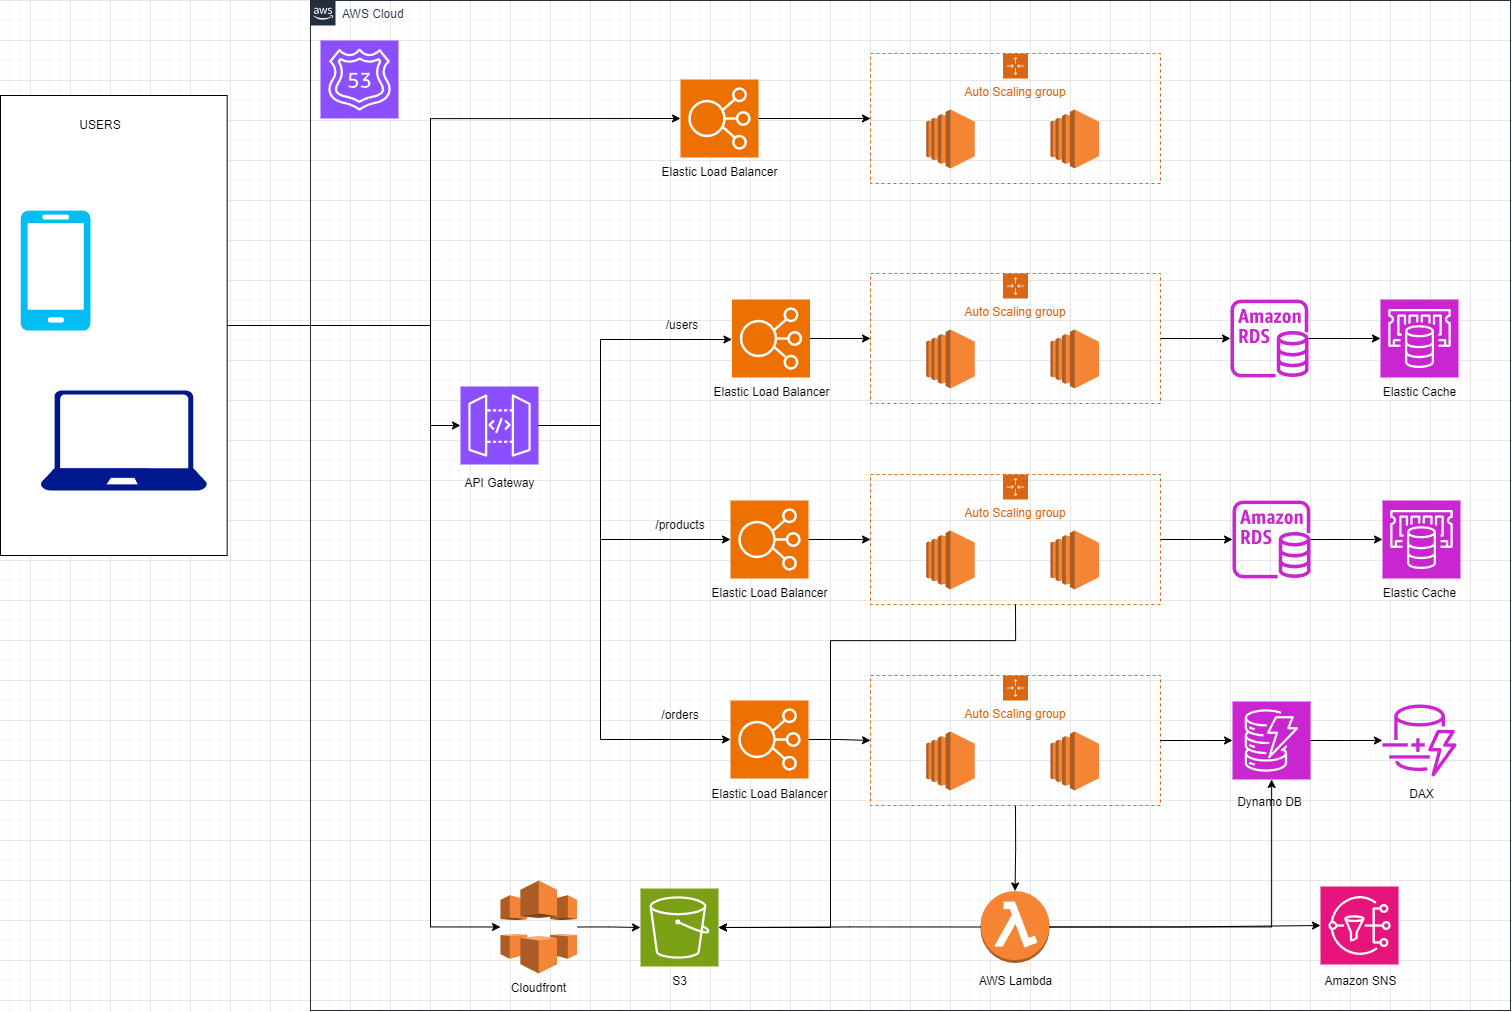 aws
AWS Cloud
53
USERS
Auto Scaling group
Elastic Load Balancer
/users
Auto Scaling group
Amazon
RDS
Elastic Load Balancer
Elastic Cache
</>
API Gateway
/products
Auto Scaling group
Amazon
RDS
Elastic Load Balancer
Elastic Cache
/orders
Auto Scaling group
Elastic Load Balancer
Dynamo DB
DAX
Cloudfront
S3
AWS Lambda
Amazon SNS